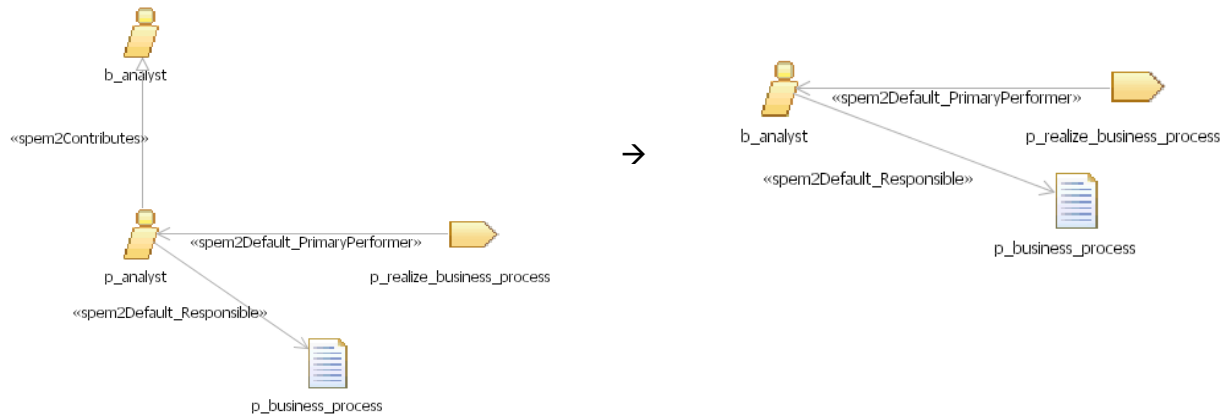 b_analyst
«spem2Contributes»
«spem2Default_PrimaryPerformer»
p_analyst
p_realize_business_process
«spem2Default_Responsible»
p_business_process
→
«spem2Default_PrimaryPerformer»
b_analyst
p_realize_business_process
«spem2Default_Responsible»
p_business_process